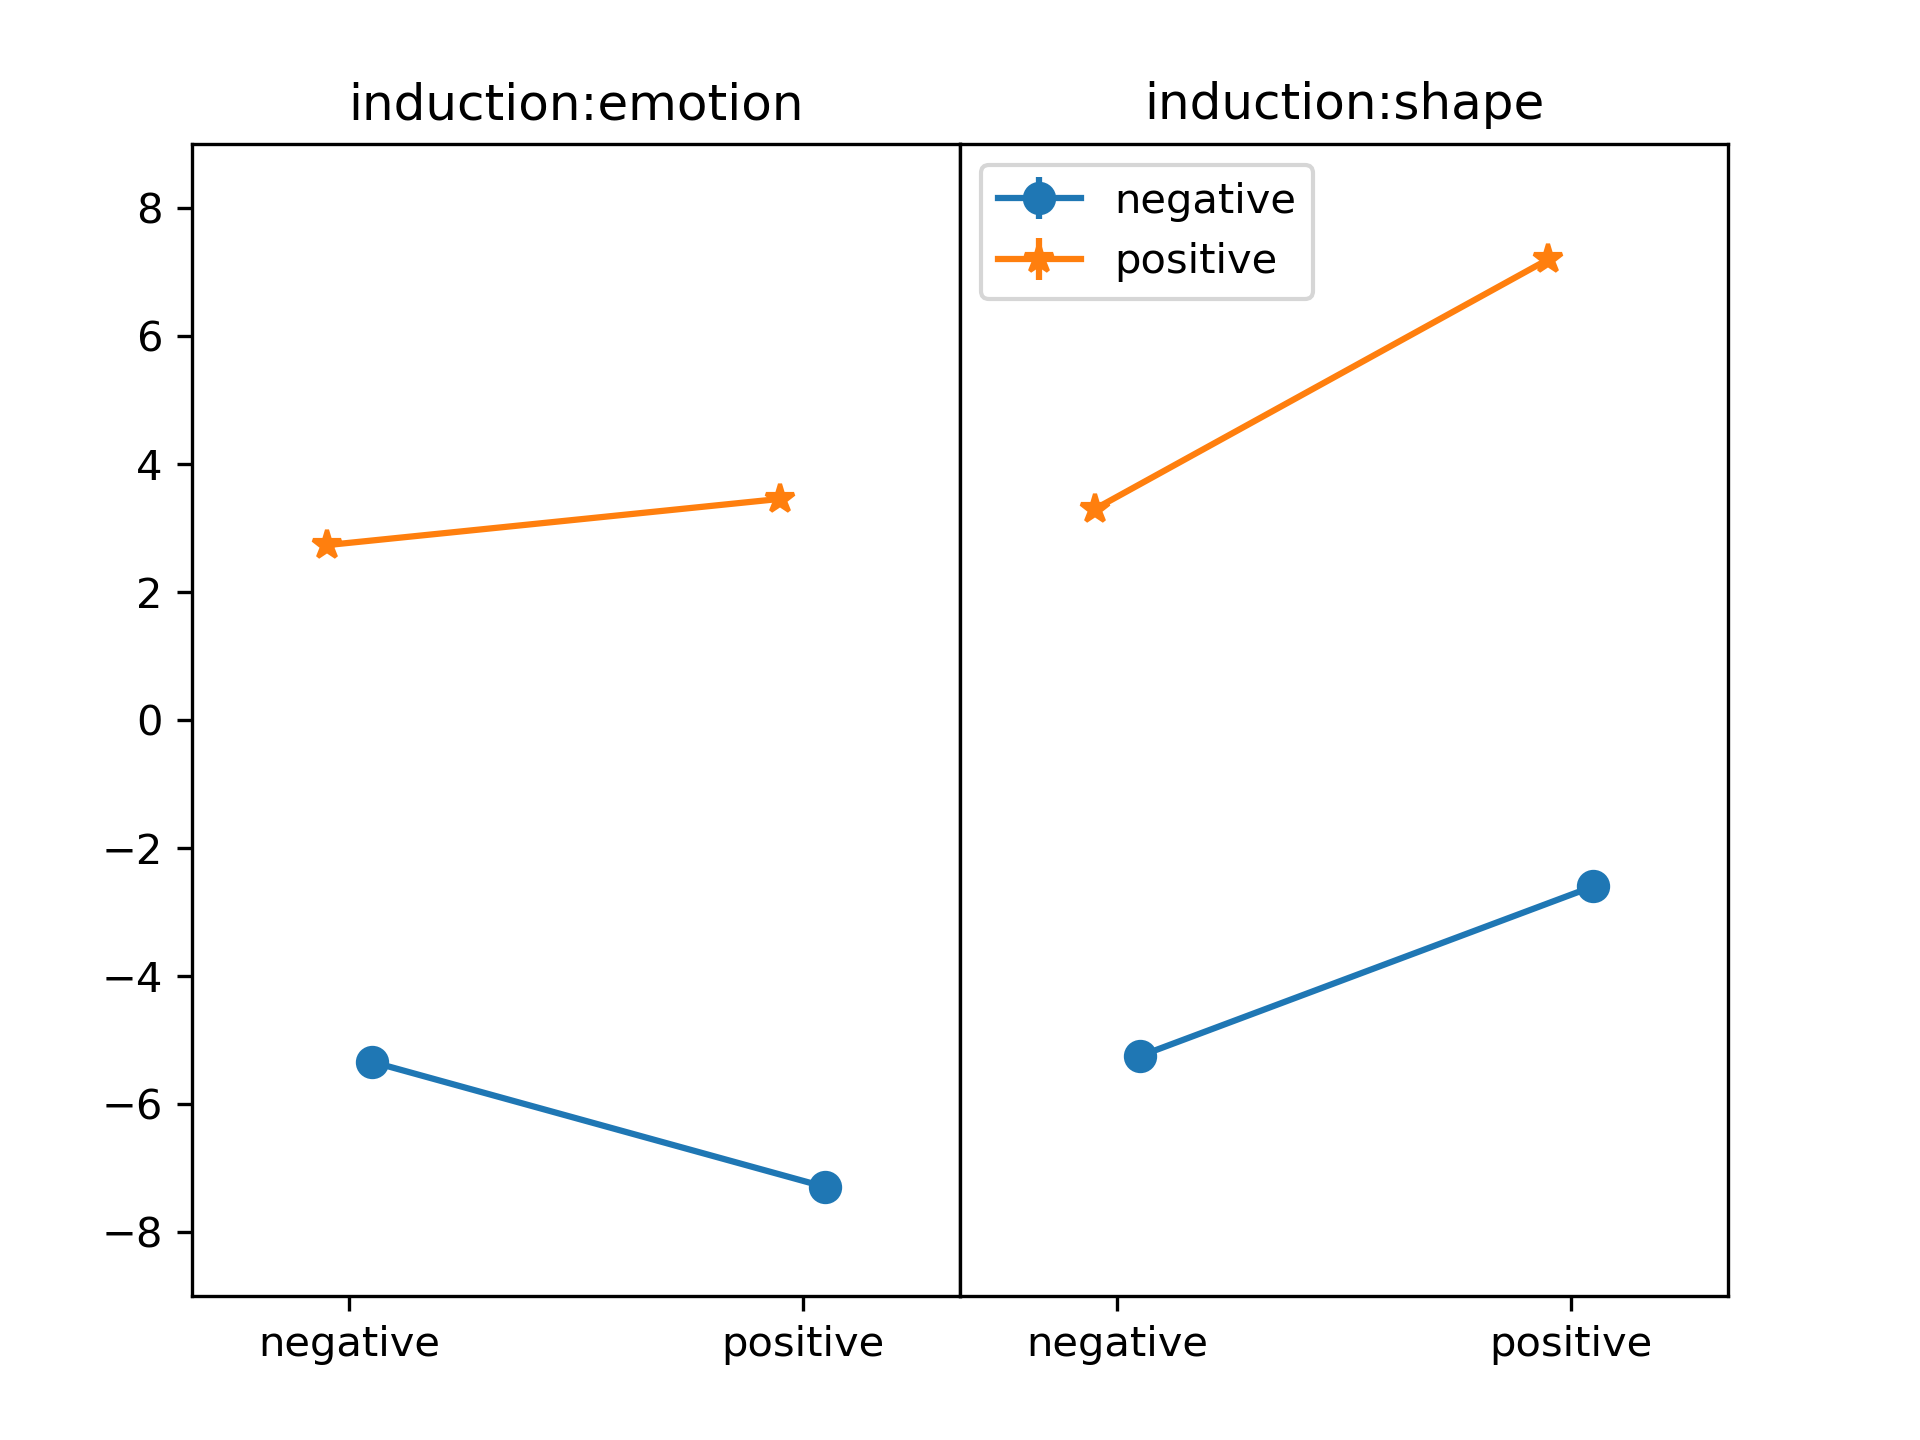 induction:emotion
induction:shape
negative
positive
8
6
4
2
0
−2
−4
−6
−8
negative
positive
negative
positive